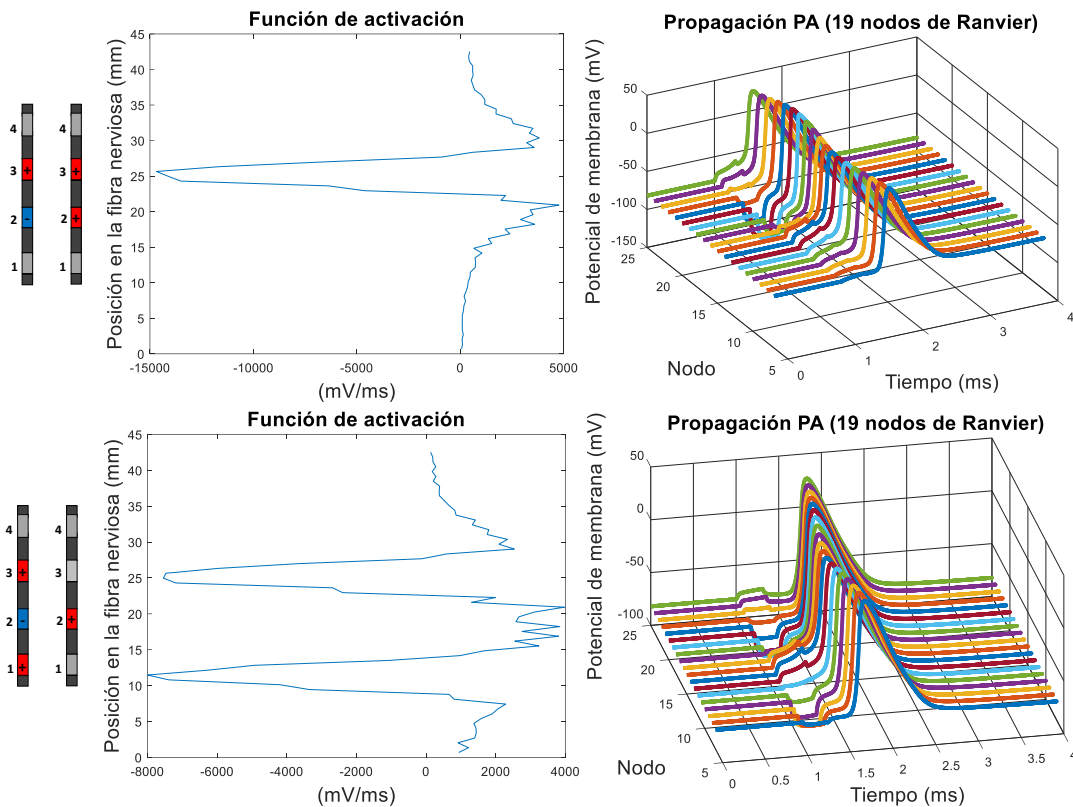 Función de activación
Posición en la fibra nerviosa (mm)
45
40
35
30
25
20
15
10
5
0
-15000 -10000 -5000 0 5000
(mV/ms)
4 4
3 + 3 +
2 - 2 +
1 1
Propagación PA (19 nodos de Ranvier)
Potencial de membrana (mV)
50
0
-50
-100
-150
25
20
15
10
5
Nodo
0 1 2 3 4
Tiempo (ms)
Función de activación
Posición en la fibra nerviosa (mm)
45
40
35
30
25
20
15
10
5
0
-8000 -6000 -4000 -2000 0 2000 4000
(mV/ms)
4 4
3 + 3
2 - 2 +
1 + 1
Propagación PA (19 nodos de Ranvier)
Potencial de membrana (mV)
50
0
-50
-100
25
20
15
10
5
Nodo
0 0.5 1 1.5 2 2.5 3 3.5 4
Tiempo (ms)